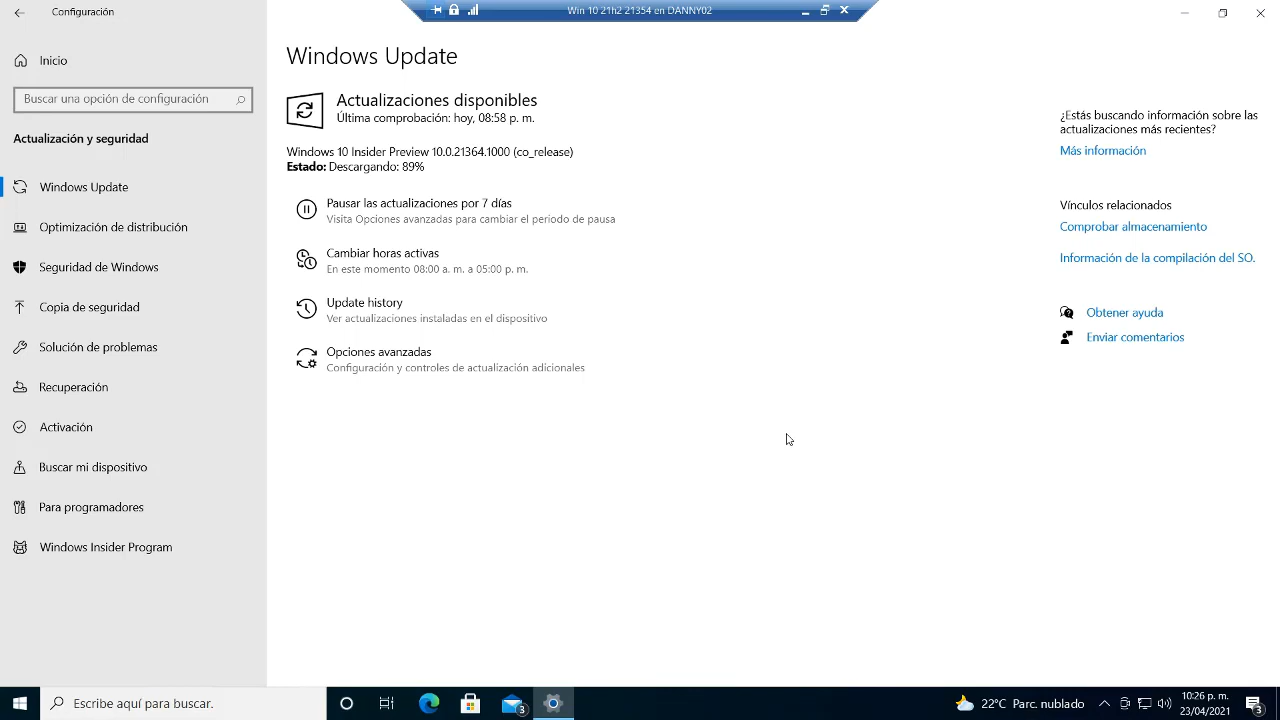 Configuración
Win 10 21h2 21354 en DANNY02
Inicio
Buscar una opción de configuración
Actualización y seguridad
Windows Update
Optimización de distribución
Seguridad de Windows
Copia de seguridad
Solución de problemas
Recuperación
Activación
Buscar mi dispositivo
Para programadores
Windows Insider Program
Windows Update
Actualizaciones disponibles
Última comprobación: hoy, 08:58 p. m.
Windows 10 Insider Preview 10.0.21364.1000 (co_release)
Estado: Descargando: 89%
Pausar las actualizaciones por 7 días
Visita Opciones avanzadas para cambiar el periodo de pausa
Cambiar horas activas
En este momento 08:00 a. m. a 05:00 p. m.
Update history
Ver actualizaciones instaladas en el dispositivo
Opciones avanzadas
Configuración y controles de actualización adicionales
¿Estás buscando información sobre las
actualizaciones más recientes?
Más información
Vínculos relacionados
Comprobar almacenamiento
Información de la compilación del SO.
Obtener ayuda
Enviar comentarios
Escribe aquí para buscar.
3
22°C Parc. nublado
10:26 p. m.
23/04/2021
3